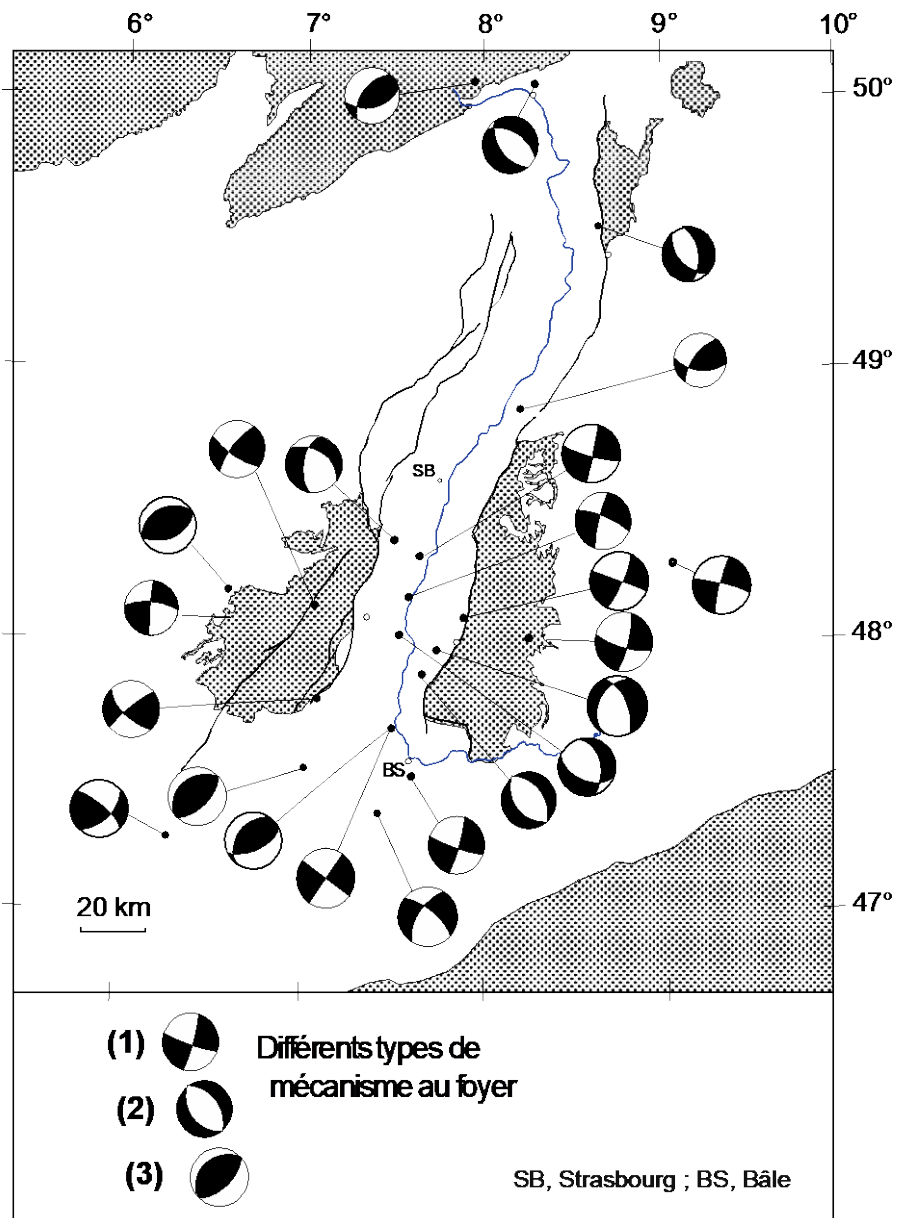 6° 7° 8° 9° 10°
50°
49°
SB
48°
BS
47°
20 km
(1)
Différents types de
mécanisme au foyer
(2)
(3)
SB, Strasbourg ; BS, Bâle